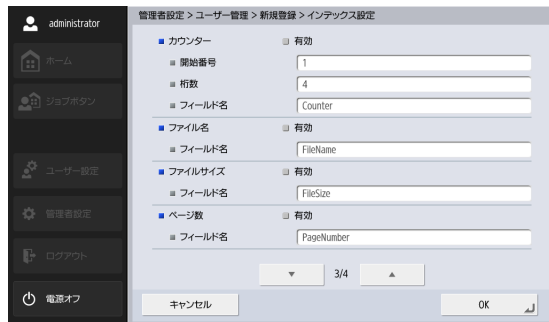 administrator
管理者設定 > ユーザー管理 > 新規登録 > インデックス設定
ホーム
ジョブボタン
ユーザー設定
管理者設定
ログアウト
電源オフ
カウンター 有効
開始番号 1
桁数 4
フィールド名 Counter
ファイル名 有効
フィールド名 FileName
ファイルサイズ 有効
フィールド名 FileSize
ページ数 有効
フィールド名 PageNumber
3/4
キャンセル OK